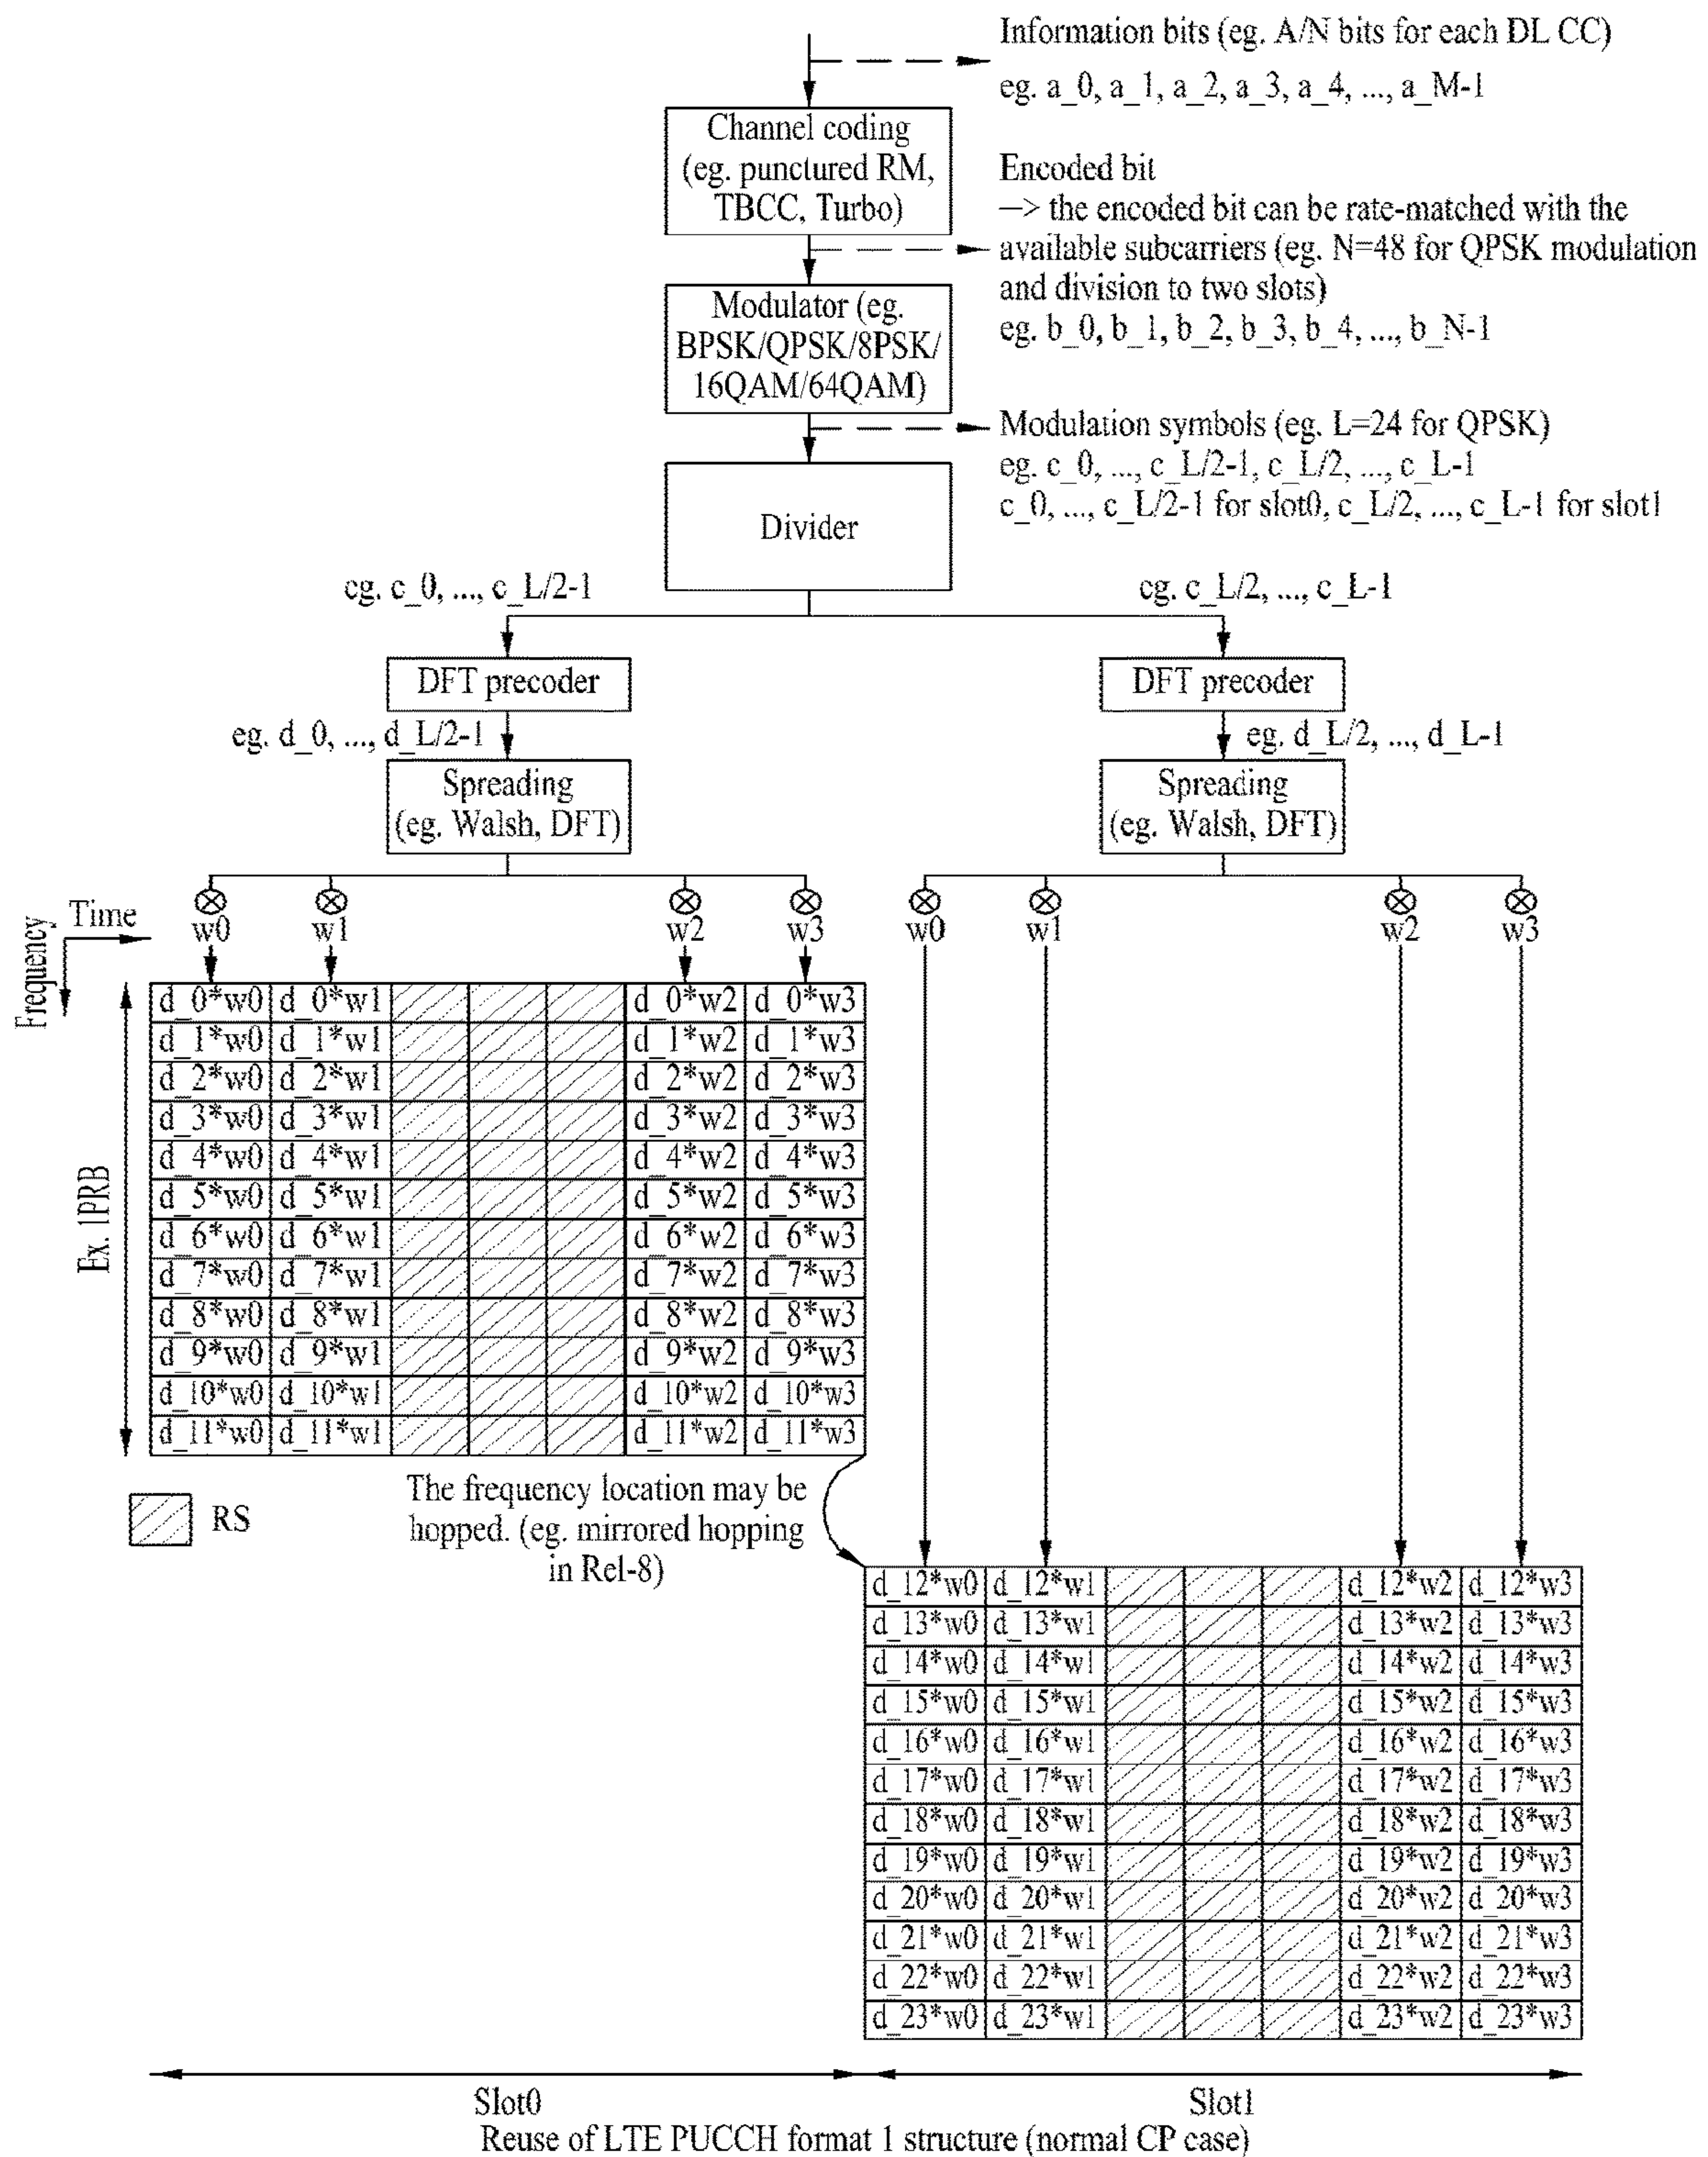 Information bits (eg. A/N bits for each DL CC)
eg. a_0, a_1, a_2, a_3, a_4, ..., a_M-1
Channel coding
(eg. punctured RM,
TBCC, Turbo)
Encoded bit
—> the encoded bit can be rate-matched with the
available subcarriers (eg. N=48 for QPSK modulation
and division to two slots)
eg. b_0, b_1, b_2, b_3, b_4, ..., b_N-1
Modulator (eg.
BPSK/QPSK/8PSK/
16QAM/64QAM)
Modulation symbols (eg. L=24 for QPSK)
eg. c_0, ..., c_L/2-1, c_L/2, ..., c_L-1
c_0, ..., c_L/2-1 for slot0, c_L/2, ..., c_L-1 for slot1
Divider
eg. c_0, ..., c_L/2-1
eg. c_L/2, ..., c_L-1
DFT precoder
DFT precoder
eg. d_0, ..., d_L/2-1
eg. d_L/2, ..., d_L-1
Spreading
(eg. Walsh, DFT)
Spreading
(eg. Walsh, DFT)
Time
Frequency
w0 w1 w2 w3
w0 w1 w2 w3
Ex. 1PRB
d_0*w0 d_0*w1 d_0*w2 d_0*w3
d_1*w0 d_1*w1 d_1*w2 d_1*w3
d_2*w0 d_2*w1 d_2*w2 d_2*w3
d_3*w0 d_3*w1 d_3*w2 d_3*w3
d_4*w0 d_4*w1 d_4*w2 d_4*w3
d_5*w0 d_5*w1 d_5*w2 d_5*w3
d_6*w0 d_6*w1 d_6*w2 d_6*w3
d_7*w0 d_7*w1 d_7*w2 d_7*w3
d_8*w0 d_8*w1 d_8*w2 d_8*w3
d_9*w0 d_9*w1 d_9*w2 d_9*w3
d_10*w0 d_10*w1 d_10*w2 d_10*w3
d_11*w0 d_11*w1 d_11*w2 d_11*w3
RS
The frequency location may be
hopped. (eg. mirrored hopping
in Rel-8)
d_12*w0 d_12*w1 d_12*w2 d_12*w3
d_13*w0 d_13*w1 d_13*w2 d_13*w3
d_14*w0 d_14*w1 d_14*w2 d_14*w3
d_15*w0 d_15*w1 d_15*w2 d_15*w3
d_16*w0 d_16*w1 d_16*w2 d_16*w3
d_17*w0 d_17*w1 d_17*w2 d_17*w3
d_18*w0 d_18*w1 d_18*w2 d_18*w3
d_19*w0 d_19*w1 d_19*w2 d_19*w3
d_20*w0 d_20*w1 d_20*w2 d_20*w3
d_21*w0 d_21*w1 d_21*w2 d_21*w3
d_22*w0 d_22*w1 d_22*w2 d_22*w3
d_23*w0 d_23*w1 d_23*w2 d_23*w3
Slot0 Slot1
Reuse of LTE PUCCH format 1 structure (normal CP case)